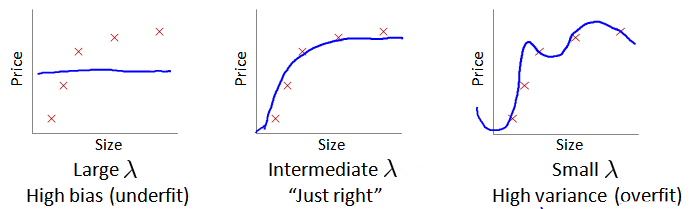 Price
Size
Large λ
High bias (underfit)
Price
Size
Intermediate λ
“Just right”
Price
Size
Small λ
High variance (overfit)